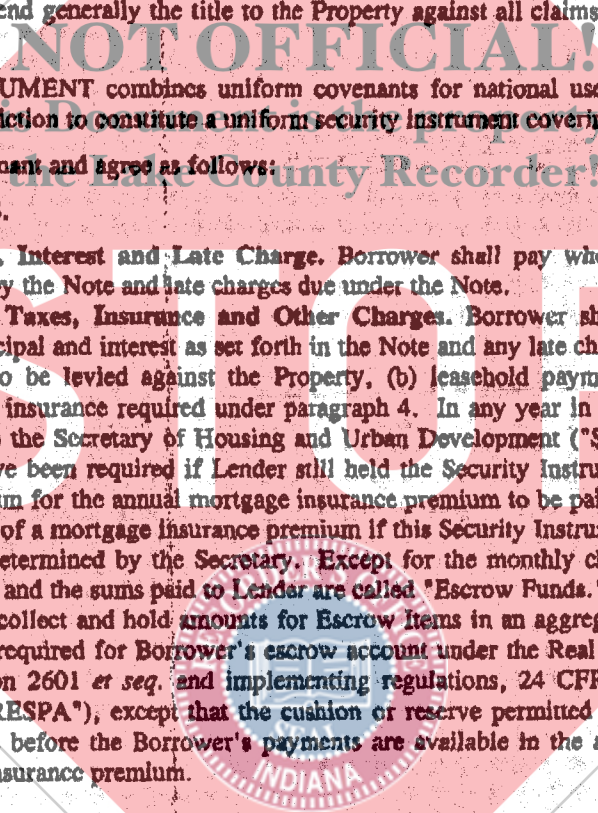 end generally the title to the Property against all claims
NOT OFFICIAL!
UMENT combines uniform covenants for national use
is Document is the property
iction to constitute a uniform security instrument coverin
nant and agree as follows:
the Lake County Recorder!
STOP
, Interest and Late Charge. Borrower shall pay whe
y the Note and late charges due under the Note.
Taxes, Insurance and Other Charges. Borrower sh
cipal and interest as set forth in the Note and any late cha
o be levied against the Property, (b) leasehold paym
insurance required under paragraph 4. In any year in
the Secretary of Housing and Urban Development ("S
ve been required if Lender still held the Security Instru
um for the annual mortgage insurance premium to be paid
of a mortgage insurance premium if this Security Instru
etermined by the Secretary. Except for the monthly c
and the sums paid to Lender are called "Escrow Funds."
collect and hold amounts for Escrow Items in an aggreg
required for Borrower's escrow account under the Real
on 2601 et seq. and implementing regulations, 24 CFR
RESPA"), except that the cushion or reserve permitted
before the Borrower's payments are available in the a
nsurance premium.
RECORDER'S OFFICE
SEAL
INDIANA